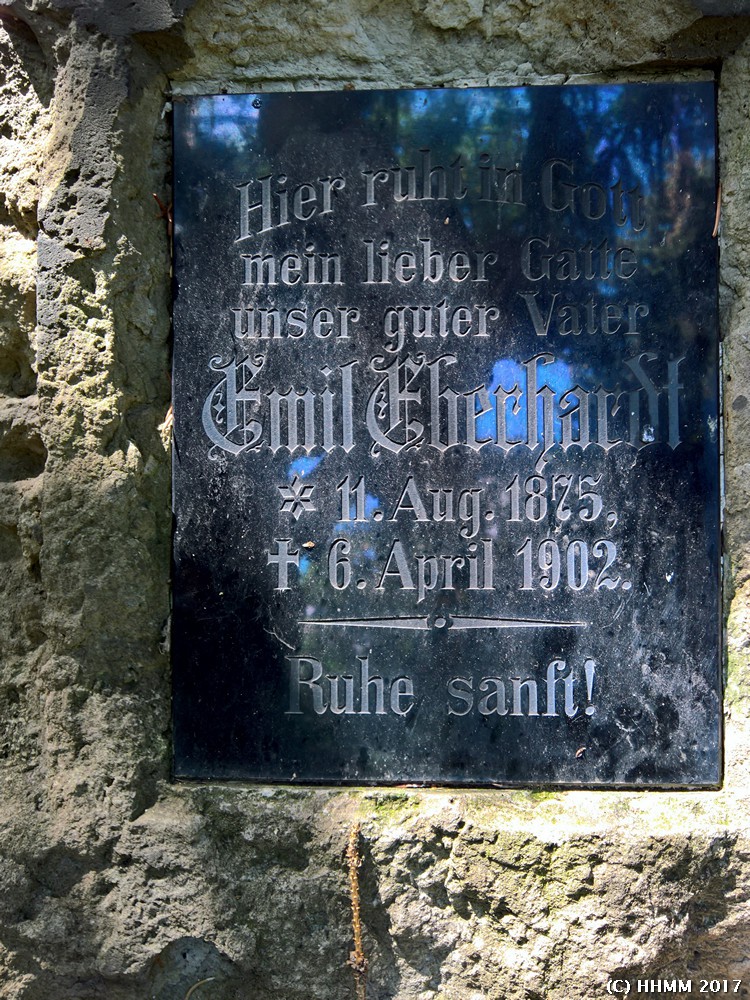 Hier ruht in Gott
mein lieber Gatte
unser guter Vater
Emil Eberhardt
* 11. Aug. 1875,
† 6. April 1902.
Ruhe sanft!
(C) HHMM 2017